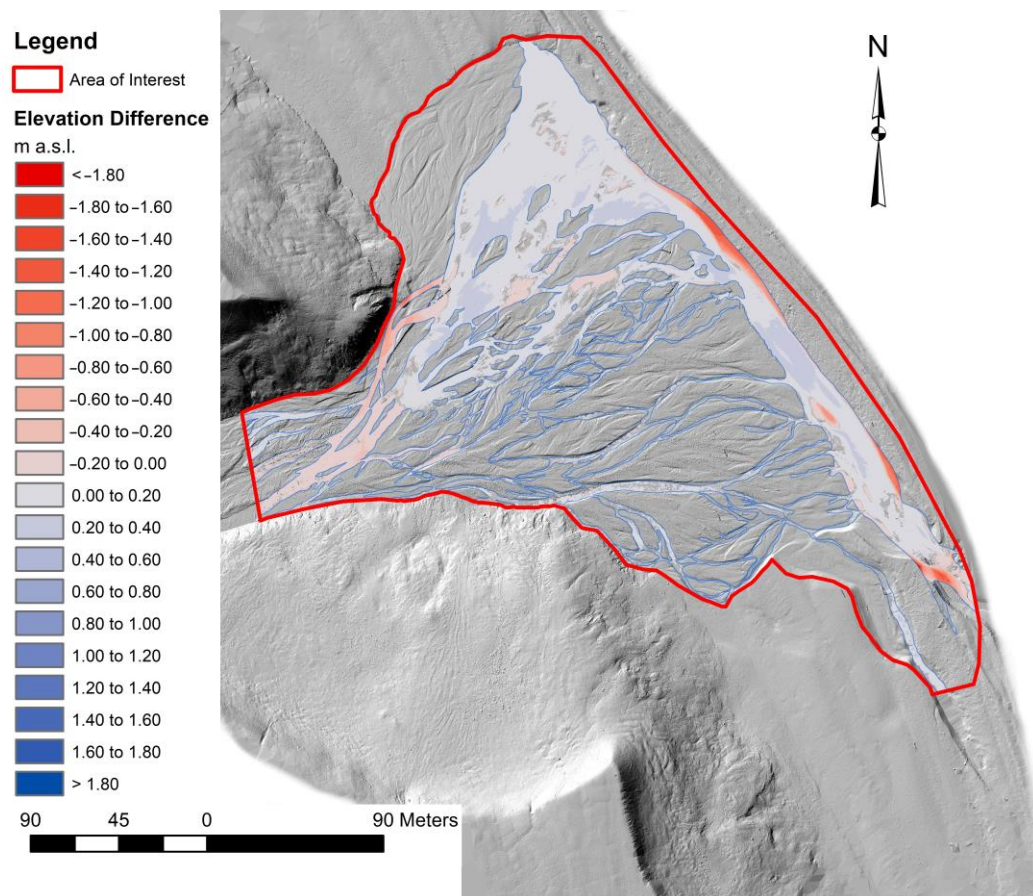 Legend
Area of Interest
Elevation Difference
m a.s.l.
< –1.80
–1.80 to –1.60
–1.60 to –1.40
–1.40 to –1.20
–1.20 to –1.00
–1.00 to –0.80
–0.80 to –0.60
–0.60 to –0.40
–0.40 to –0.20
–0.20 to 0.00
0.00 to 0.20
0.20 to 0.40
0.40 to 0.60
0.60 to 0.80
0.80 to 1.00
1.00 to 1.20
1.20 to 1.40
1.40 to 1.60
1.60 to 1.80
> 1.80
90 45 0 90 Meters
N